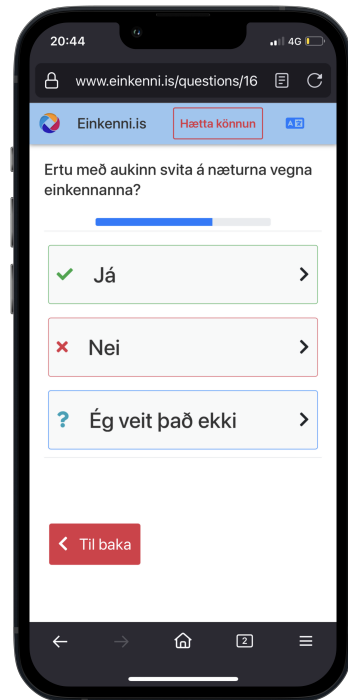 20:44
4G
www.einkenni.is/questions/16
Einkenni.is
Hætta könnun
Ertu með aukinn svita á næturna vegna
einkennanna?
Já
Nei
Ég veit það ekki
Til baka
2